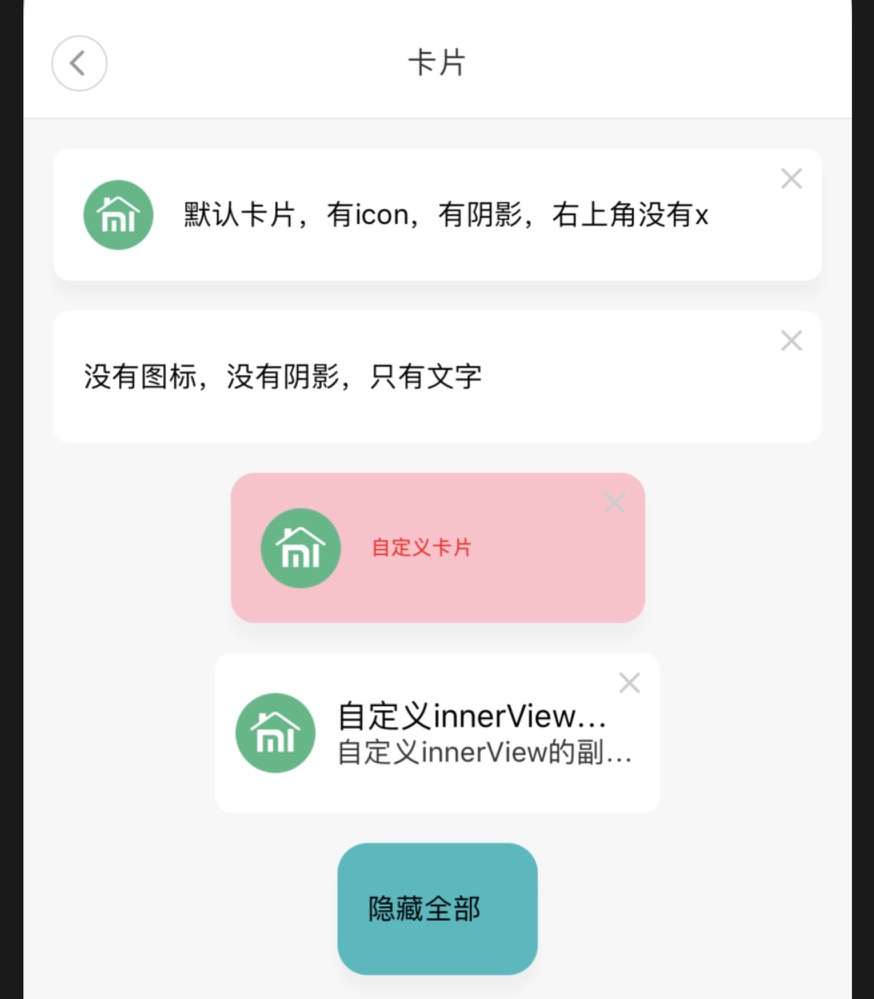 卡片
默认卡片，有icon，有阴影，右上角没有x
没有图标，没有阴影，只有文字
自定义卡片
自定义innerView...
自定义innerView的副...
隐藏全部